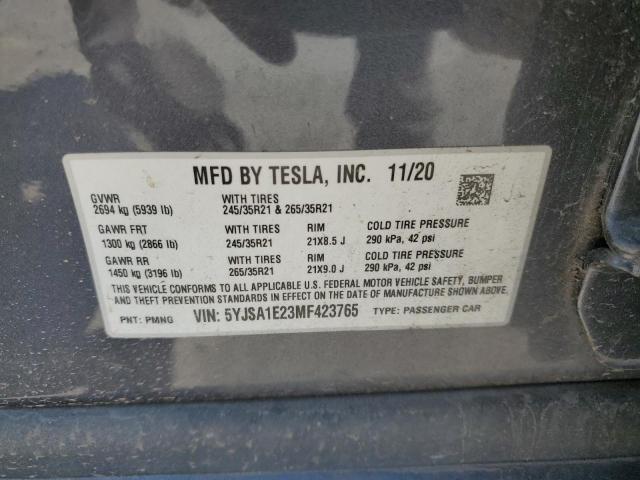 MFD BY TESLA, INC. 11/20
GVWR WITH TIRES
2694 kg (5939 lb) 245/35R21 & 265/35R21
GAWR FRT WITH TIRES RIM COLD TIRE PRESSURE
1300 kg (2866 lb) 245/35R21 21X8.5 J 290 kPa, 42 psi
GAWR RR WITH TIRES RIM COLD TIRE PRESSURE
1450 kg (3196 lb) 265/35R21 21X9.0 J 290 kPa, 42 psi
THIS VEHICLE CONFORMS TO ALL APPLICABLE U.S. FEDERAL MOTOR VEHICLE SAFETY, BUMPER
AND THEFT PREVENTION STANDARDS IN EFFECT ON THE DATE OF MANUFACTURE SHOWN ABOVE.
PNT: PMNG VIN: 5YJSA1E23MF423765 TYPE: PASSENGER CAR